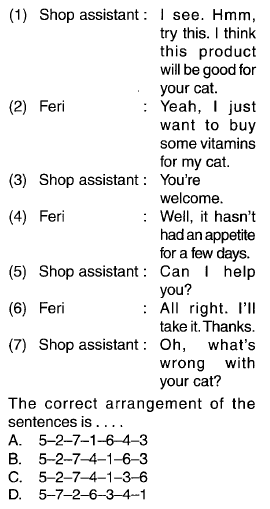 (1) Shop assistant : I see. Hmm,
try this. I think
this product
will be good for
your cat.
(2) Feri : Yeah, I just
want to buy
some vitamins
for my cat.
(3) Shop assistant : You're
welcome.
(4) Feri : Well, it hasn't
had an appetite
for a few days.
(5) Shop assistant : Can I help
you?
(6) Feri : All right. I'll
take it. Thanks.
(7) Shop assistant : Oh, what's
wrong with
your cat?
The correct arrangement of the
sentences is . . . .
A. 5–2–7–1–6–4–3
B. 5–2–7–4–1–6–3
C. 5–2–7–4–1–3–6
D. 5–7–2–6–3–4–1